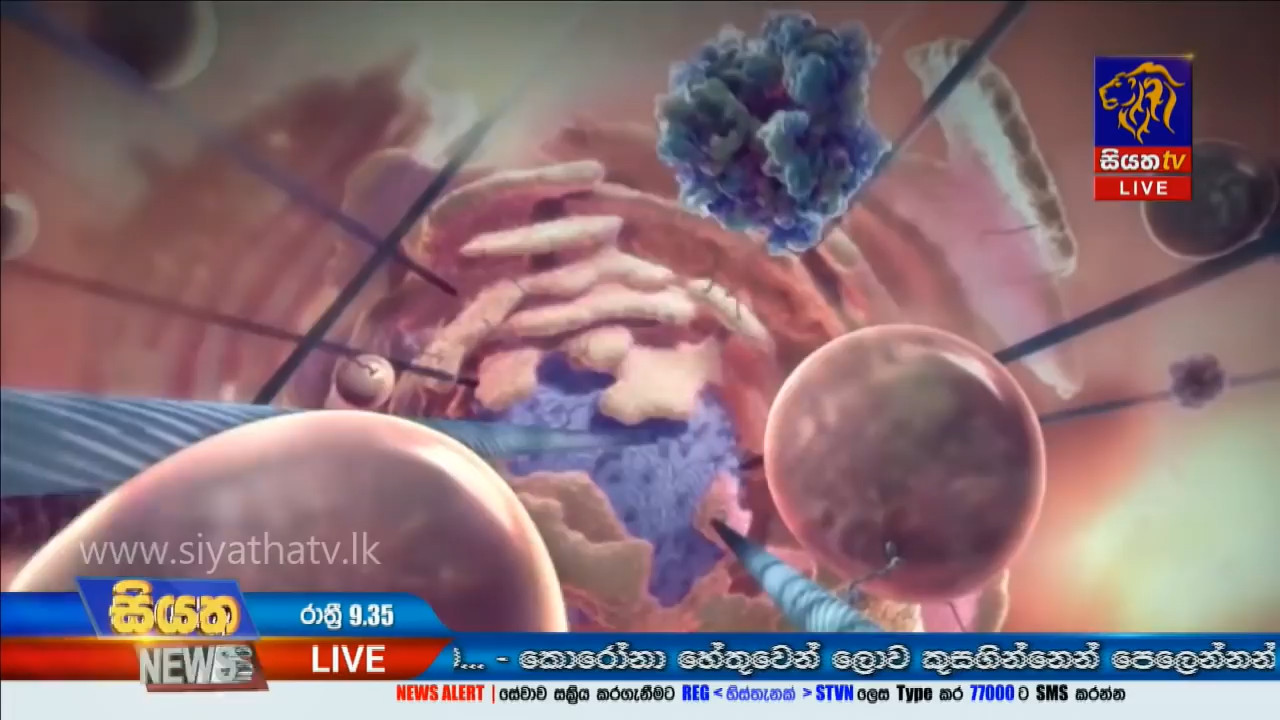 සියත tv
LIVE
www.siyathatv.lk
සියත
රාත්‍රී 9.35
NEWS
LIVE
... - කොරෝනා හේතුවෙන් ලොව කුසගින්නෙන් පෙලෙන්නන්
NEWS ALERT | සේවාව සක්‍රිය කරගැනීමට REG < හිස්තැනක් > STVN ලෙස Type කර 77000 ට SMS කරන්න